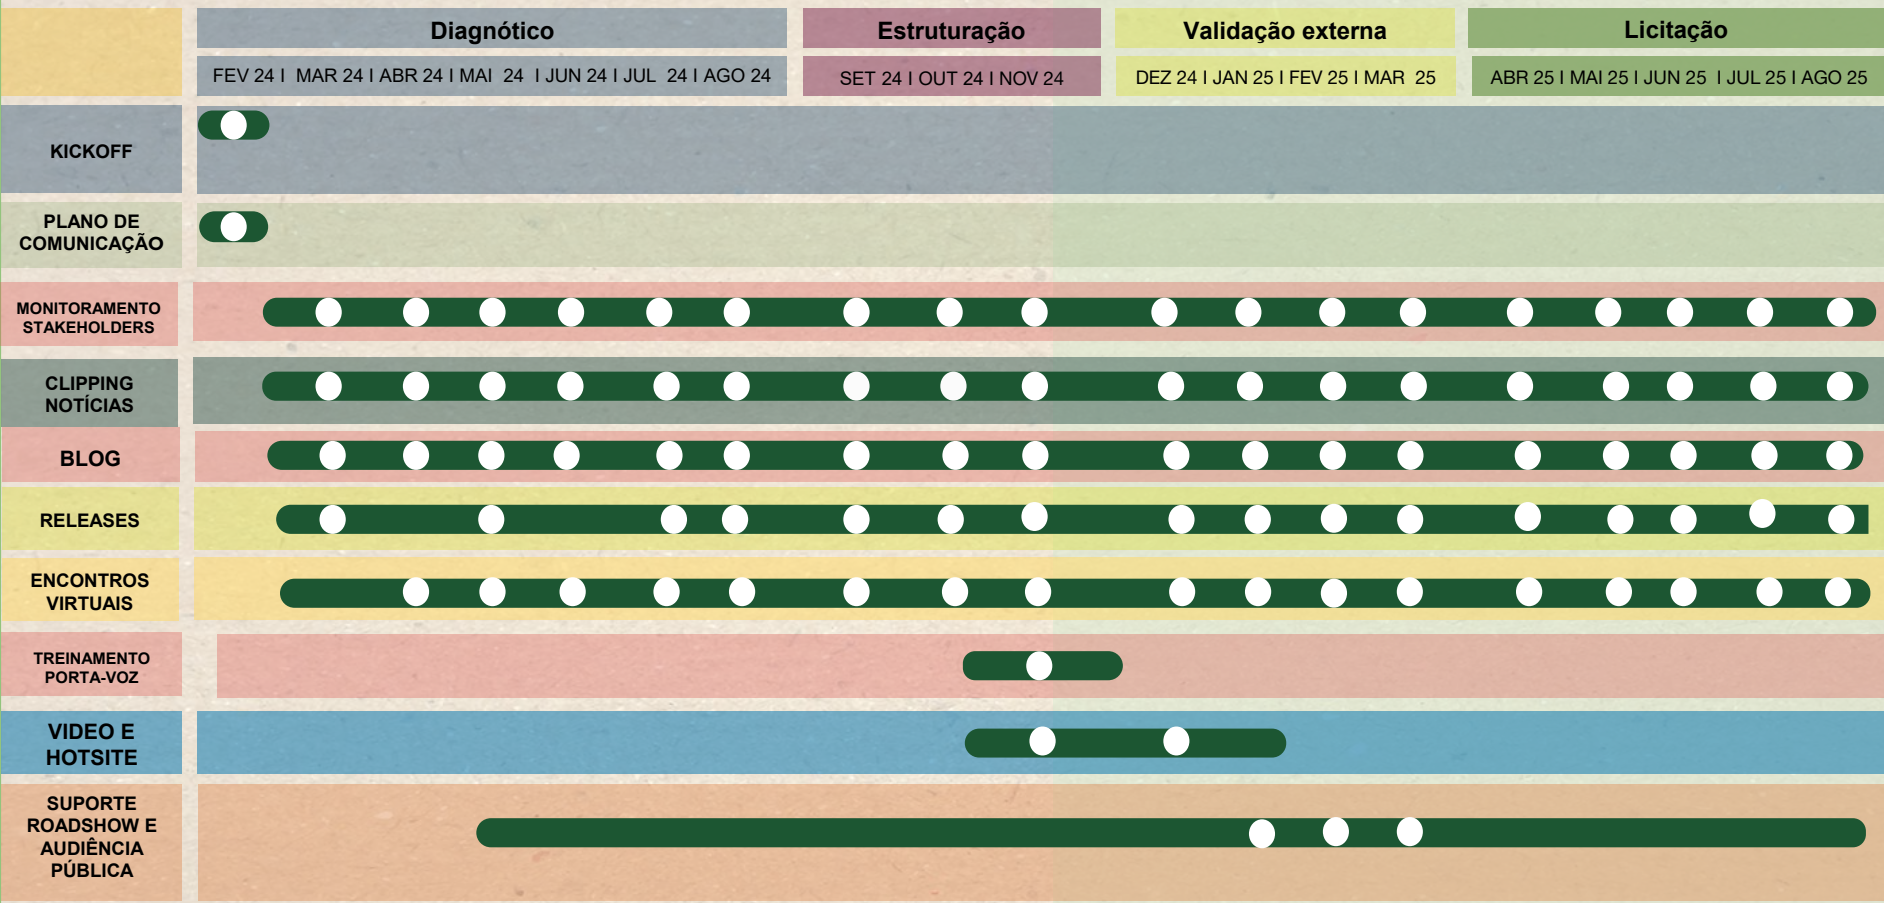 Diagnótico
Estruturação
Validação externa
Licitação
FEV 24 I MAR 24 I ABR 24 I MAI 24 I JUN 24 I JUL 24 I AGO 24
SET 24 I OUT 24 I NOV 24
DEZ 24 I JAN 25 I FEV 25 I MAR 25
ABR 25 I MAI 25 I JUN 25 I JUL 25 I AGO 25
KICKOFF
PLANO DE
COMUNICAÇÃO
MONITORAMENTO
STAKEHOLDERS
CLIPPING
NOTÍCIAS
BLOG
RELEASES
ENCONTROS
VIRTUAIS
TREINAMENTO
PORTA-VOZ
VIDEO E
HOTSITE
SUPORTE
ROADSHOW E
AUDIÊNCIA
PÚBLICA